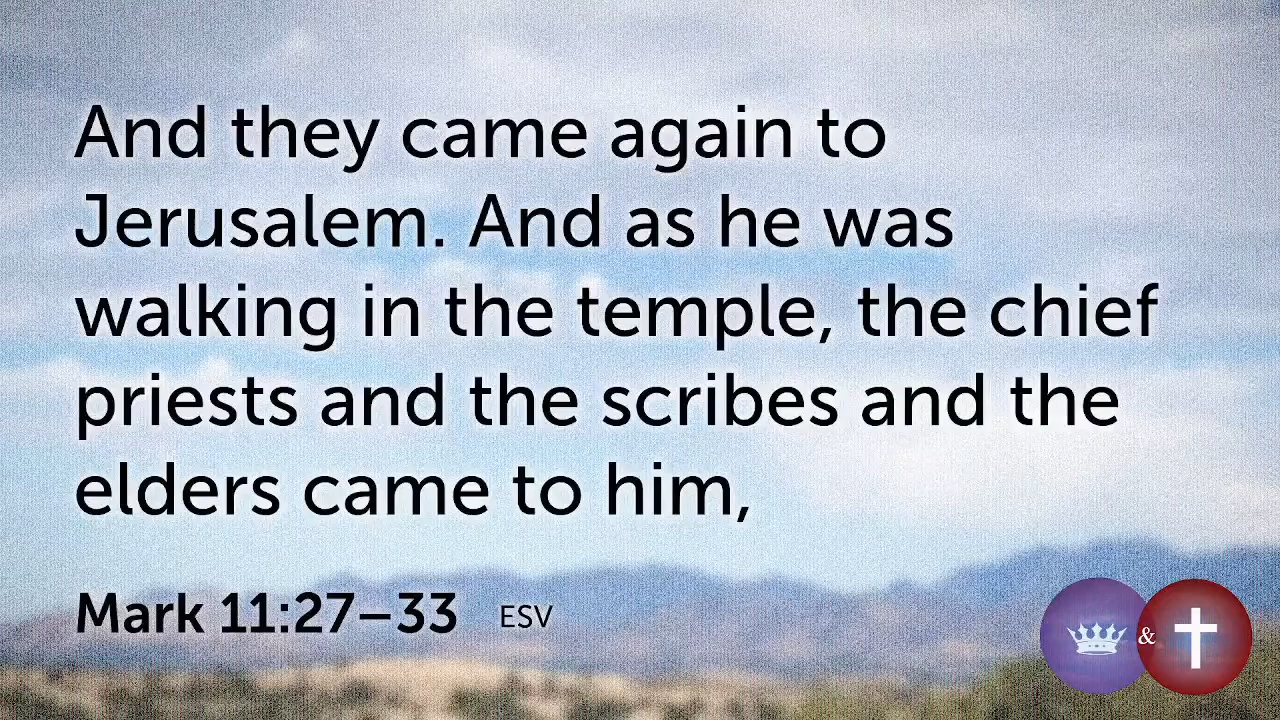 And they came again to
Jerusalem. And as he was
walking in the temple, the chief
priests and the scribes and the
elders came to him,
Mark 11:27–33 ESV
&